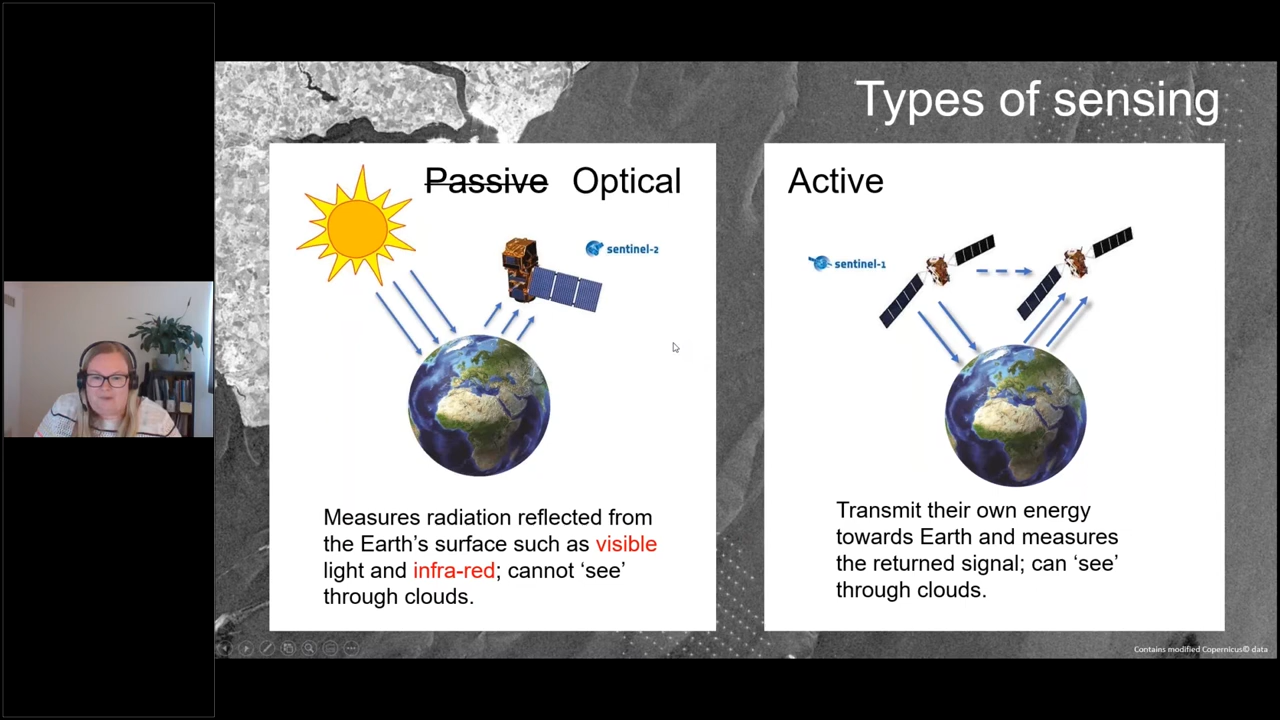 Types of sensing
Passive Optical
sentinel-2
Measures radiation reflected from
the Earth’s surface such as visible
light and infra-red; cannot ‘see’
through clouds.
Active
sentinel-1
Transmit their own energy
towards Earth and measures
the returned signal; can ‘see’
through clouds.
Contains modified Copernicus© data